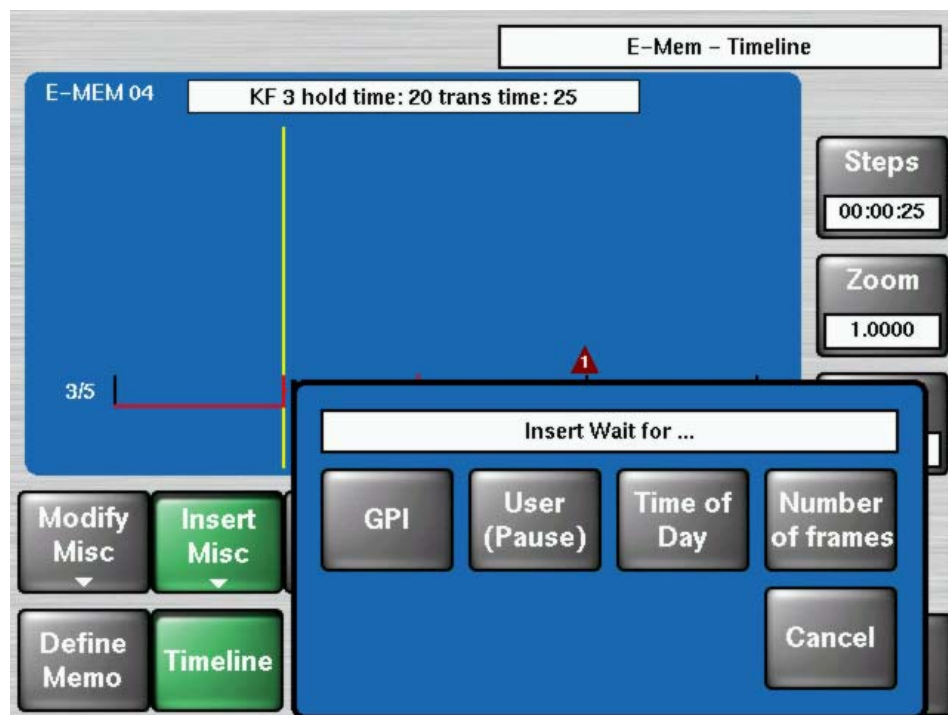 E-Mem - Timeline
E-MEM 04
KF 3 hold time: 20 trans time: 25
Steps
00:00:25
Zoom
1.0000
1
3/5
Insert Wait for ...
GPI
User
(Pause)
Time of
Day
Number
of frames
Cancel
Modify
Misc
Insert
Misc
Define
Memo
Timeline